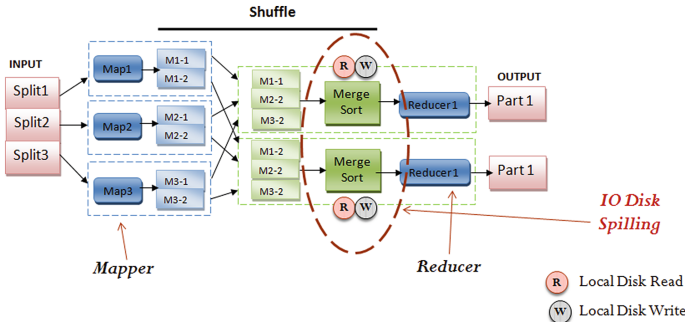 Shuffle
INPUT
Split1
Split2
Split3
Map1
M1-1
M1-2
Map2
M2-1
M2-2
Map3
M3-1
M3-2
M1-1
M2-2
M3-2
R W
Merge
Sort
Reducer1
OUTPUT
Part 1
M1-2
M2-2
M3-2
Merge
Sort
R W
Reducer1
Part 1
Mapper
Reducer
IO Disk
Spilling
R Local Disk Read
W Local Disk Write